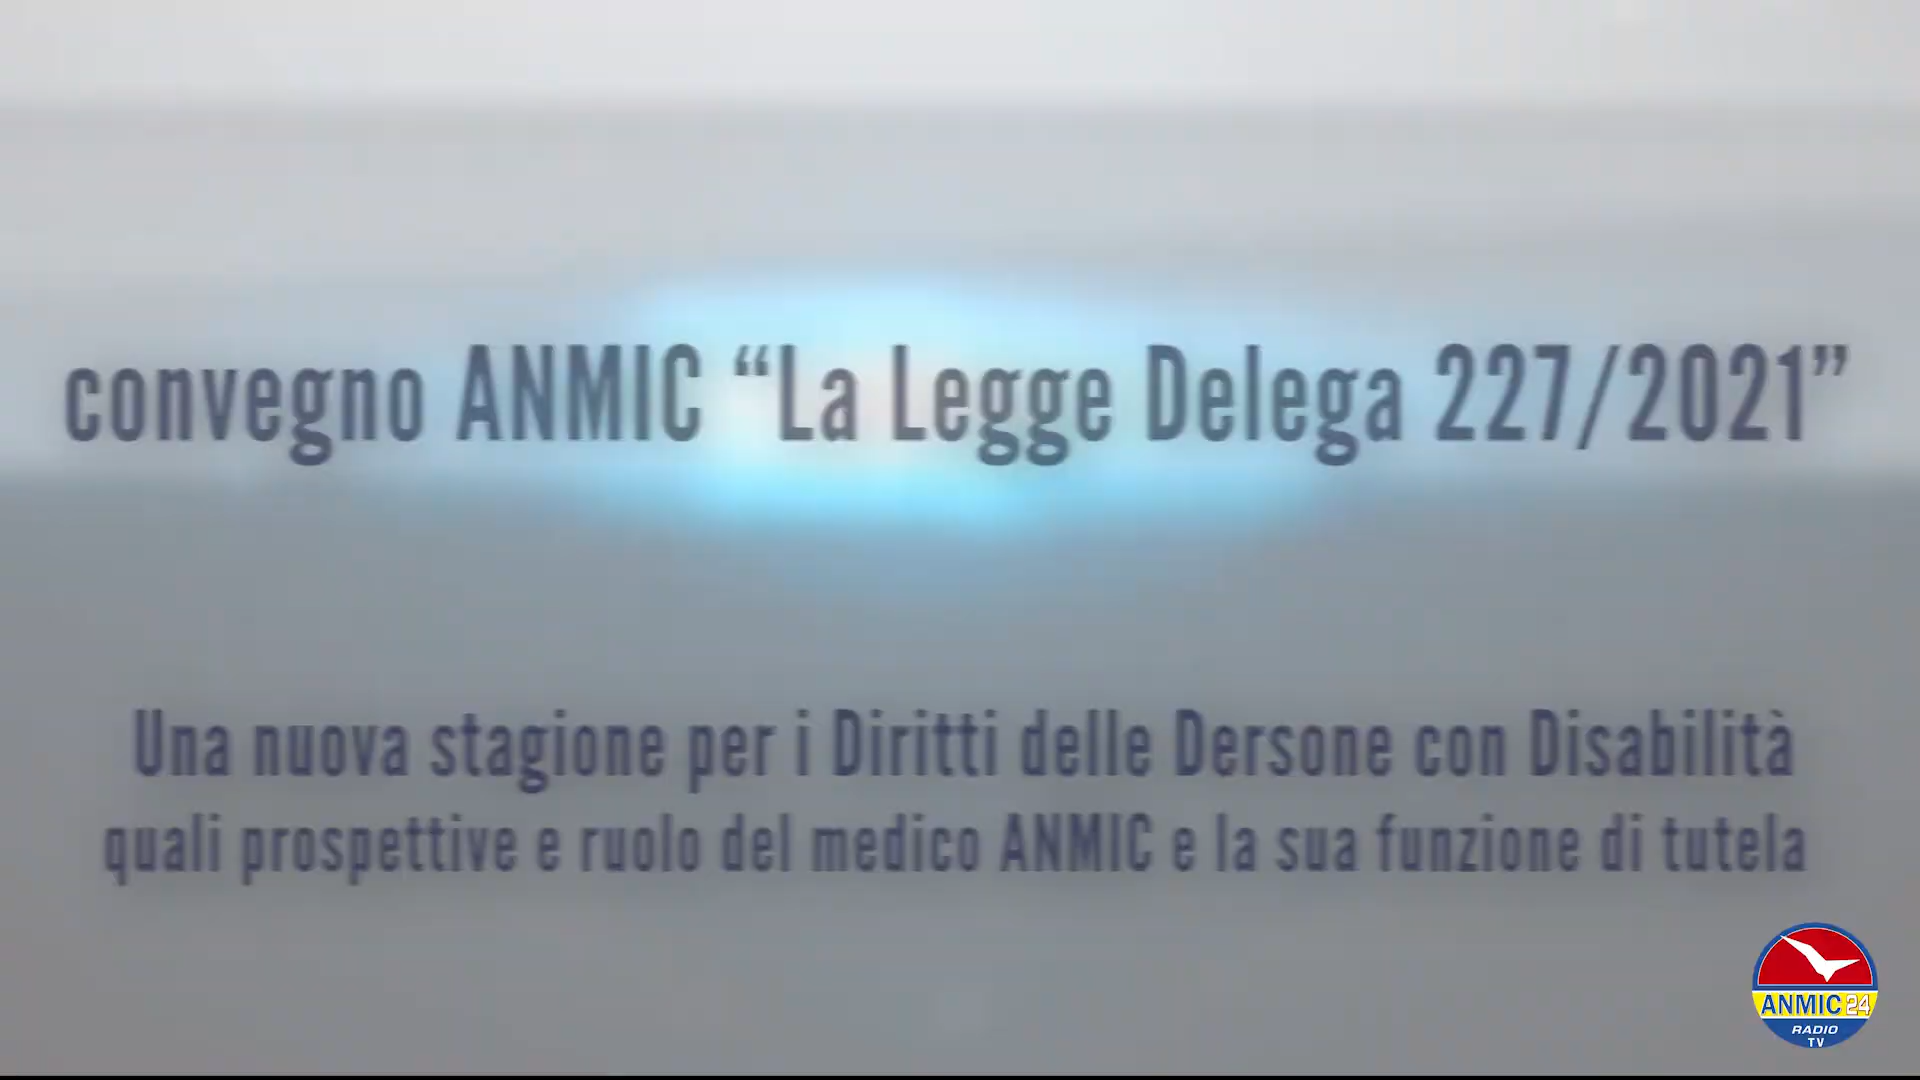 convegno ANMIC “La Legge Delega 227/2021”
Una nuova stagione per i Diritti delle Dersone con Disabilità
quali prospettive e ruolo del medico ANMIC e la sua funzione di tutela
ANMIC 24
RADIO
TV